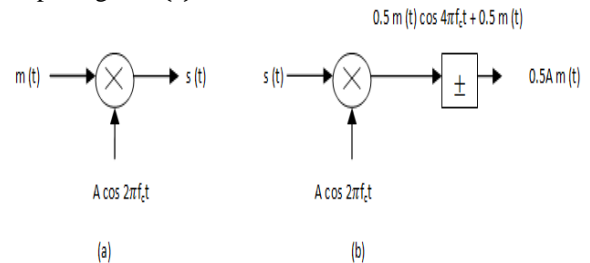 0.5 m (t) cos 4πf꜀t + 0.5 m (t)
m (t) s (t) s (t) ± 0.5A m (t)
A cos 2πf꜀t A cos 2πf꜀t
(a) (b)